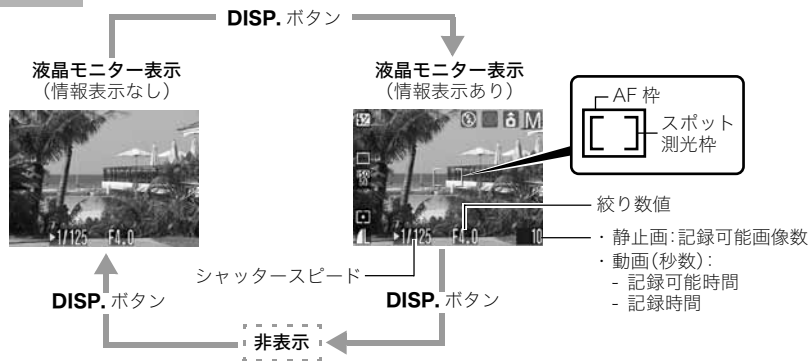 DISP. ボタン
液晶モニター表示
（情報表示なし）
液晶モニター表示
（情報表示あり）
AF 枠
スポット
測光枠
M
1/125 F4.0
1/125 F4.0
10
絞り数値
・静止画：記録可能画像数
・動画（秒数）：
- 記録可能時間
- 記録時間
シャッタースピード
DISP. ボタン
DISP. ボタン
非表示